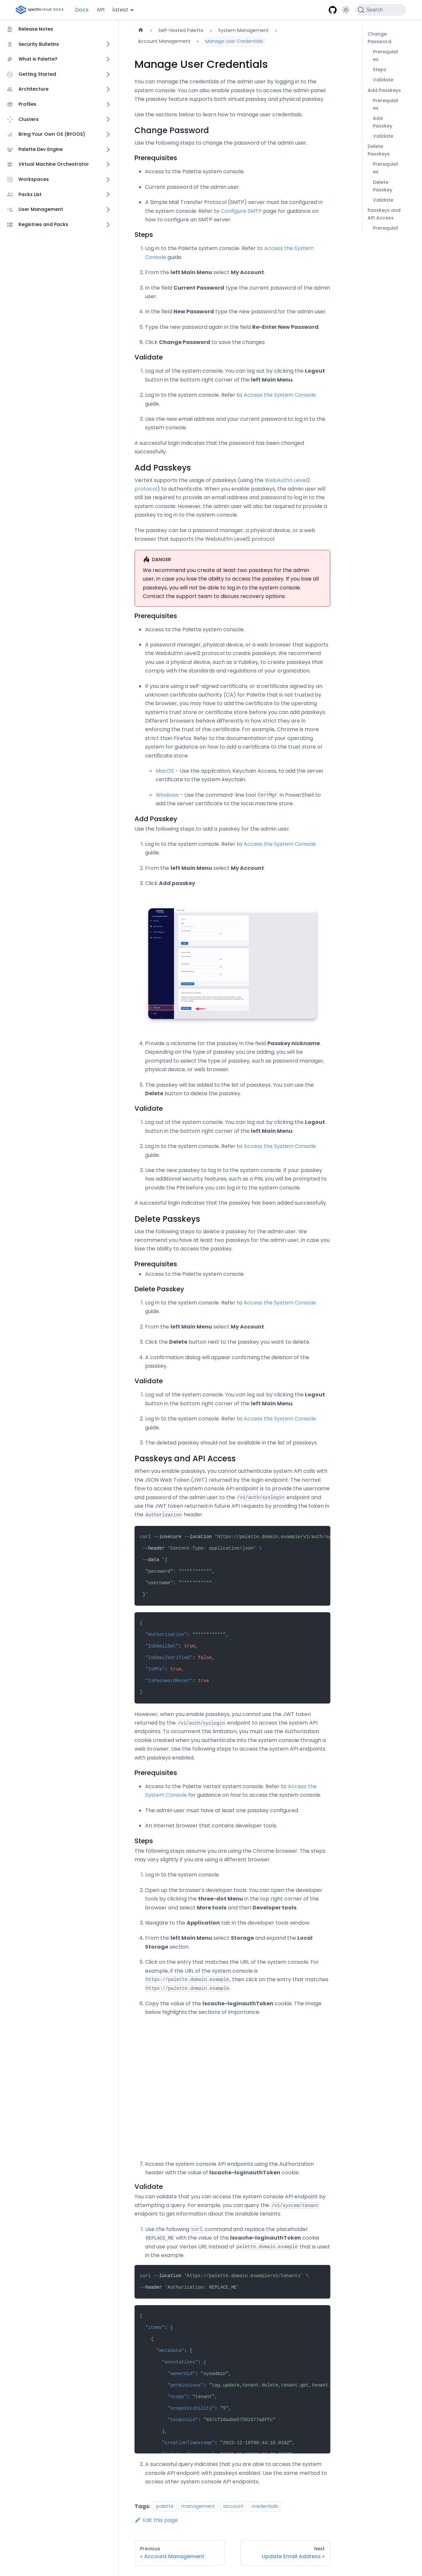 spectro cloud DOCS
Docs
API
latest
Search
Release Notes
Security Bulletins
What is Palette?
Getting Started
Architecture
Profiles
Clusters
Bring Your Own OS (BYOOS)
Palette Dev Engine
Virtual Machine Orchestrator
Workspaces
Packs List
User Management
Registries and Packs
Self-Hosted Palette
System Management
Account Management
Manage User Credentials
Manage User Credentials
You can manage the credentials of the admin user by logging in to the
system console. You can also enable passkeys to access the admin panel.
The passkey feature supports both virtual passkey and physical passkey.
Use the sections below to learn how to manage user credentials.
Change Password
Use the following steps to change the password of the admin user.
Prerequisites
Access to the Palette system console.
Current password of the admin user.
A Simple Mail Transfer Protocol (SMTP) server must be configured in
the system console. Refer to Configure SMTP page for guidance on
how to configure an SMTP server.
Steps
1. Log in to the Palette system console. Refer to Access the System
Console guide.
2. From the left Main Menu select My Account.
3. In the field Current Password type the current password of the admin
user.
4. In the field New Password type the new password for the admin user.
5. Type the new password again in the field Re-Enter New Password.
6. Click Change Password to save the changes.
Validate
1. Log out of the system console. You can log out by clicking the Logout
button in the bottom right corner of the left Main Menu.
2. Log in to the system console. Refer to Access the System Console
guide.
3. Use the new email address and your current password to log in to the
system console.
A successful login indicates that the password has been changed
successfully.
Add Passkeys
VerteX supports the usage of passkeys (using the WebAuthn Level2
protocol) to authenticate. When you enable passkeys, the admin user will
still be required to provide an email address and password to log in to the
system console. However, the admin user will also be required to provide a
passkey to log in to the system console.
The passkey can be a password manager, a physical device, or a web
browser that supports the WebAuthn Level2 protocol.
DANGER
We recommend you create at least two passkeys for the admin
user, in case you lose the ability to access the passkey. If you lose all
passkeys, you will not be able to log in to the system console.
Contact the support team to discuss recovery options.
Prerequisites
Access to the Palette system console.
A password manager, physical device, or a web browser that supports
the WebAuthn Level2 protocol to create passkeys. We recommend
you use a physical device, such as a YubiKey, to create passkeys that
comply with the standards and regulations of your organization.
If you are using a self-signed certificate, or a certificate signed by an
unknown certificate authority (CA) for Palette that is not trusted by
your browser, you may have to add the certificate to the operating
system's trust store or certificate store before you can add passkeys.
Different browsers behave differently in how strict they are in
enforcing the trust of the certificate. For example, Chrome is more
strict than Firefox. Refer to the documentation of your operating
system for guidance on how to add a certificate to the trust store or
certificate store:
MacOS - Use the application, Keychain Access, to add the server
certificate to the system keychain.
Windows - Use the command-line tool CertMgr in PowerShell to
add the server certificate to the local machine store.
Add Passkey
Use the following steps to add a passkey for the admin user.
1. Log in to the system console. Refer to Access the System Console
guide.
2. From the left Main Menu select My Account.
3. Click Add passkey.
4. Provide a nickname for the passkey in the field Passkey nickname.
Depending on the type of passkey you are adding, you will be
prompted to select the type of passkey, such as password manager,
physical device, or web browser.
5. The passkey will be added to the list of passkeys. You can use the
Delete button to delete the passkey.
Validate
1. Log out of the system console. You can log out by clicking the Logout
button in the bottom right corner of the left Main Menu.
2. Log in to the system console. Refer to Access the System Console
guide.
3. Use the new passkey to log in to the system console. If your passkey
has additional security features, such as a PIN, you will be prompted to
provide the PIN before you can log in to the system console.
A successful login indicates that the passkey has been added successfully.
Delete Passkeys
Use the following steps to delete a passkey for the admin user. We
recommend you have at least two passkeys for the admin user, in case you
lose the ability to access the passkey.
Prerequisites
Access to the Palette system console.
Delete Passkey
1. Log in to the system console. Refer to Access the System Console
guide.
2. From the left Main Menu select My Account.
3. Click the Delete button next to the passkey you want to delete.
4. A confirmation dialog will appear confirming the deletion of the
passkey.
Validate
1. Log out of the system console. You can log out by clicking the Logout
button in the bottom right corner of the left Main Menu.
2. Log in to the system console. Refer to Access the System Console
guide.
3. The deleted passkey should not be available in the list of passkeys.
Passkeys and API Access
When you enable passkeys, you cannot authenticate system API calls with
the JSON Web Token (JWT) returned by the login endpoint. The normal
flow to access the system console API endpoint is to provide the username
and password of the admin user to the /v1/auth/syslogin endpoint and
use the JWT token returned in future API requests by providing the token in
the Authorization header.
curl --insecure --location 'https://palette.domain.example/v1/auth/sy
--header 'Content-Type: application/json' \
--data '{
"password": "**********",
"username": "**********"
}'
{
"Authorization": "**********",
"IsEmailSet": true,
"IsEmailVerified": false,
"IsMfa": true,
"IsPasswordReset": true
}
However, when you enable passkeys, you cannot use the JWT token
returned by the /v1/auth/syslogin endpoint to access the system API
endpoints. To circumvent this limitation, you must use the Authorization
cookie created when you authenticate into the system console through a
web browser. Use the following steps to access the system API endpoints
with passkeys enabled.
Prerequisites
Access to the Palette VerteX system console. Refer to Access the
System Console for guidance on how to access the system console.
The admin user must have at least one passkey configured.
An Internet browser that contains developer tools.
Steps
The following steps assume you are using the Chrome browser. The steps
may vary slightly if you are using a different browser.
1. Log in to the system console.
2. Open up the browser's developer tools. You can open the developer
tools by clicking the three-dot Menu in the top right corner of the
browser and select More tools and then Developer tools.
3. Navigate to the Application tab in the developer tools window
4. From the left Main Menu select Storage and expand the Local
Storage section.
5. Click on the entry that matches the URL of the system console. For
example, if the URL of the system console is
https://palette.domain.example, then click on the entry that matches
https://palette.domain.example.
6. Copy the value of the lscache-loginauthToken cookie. The image
below highlights the sections of importance.
7. Access the system console API endpoints using the Authorization
header with the value of lscache-loginauthToken cookie.
Validate
You can validate that you can access the system console API endpoint by
attempting a query. For example, you can query the /v1/system/tenant
endpoint to get information about the available tenants.
1. Use the following curl command and replace the placeholder
REPLACE_ME with the value of the lscache-loginauthToken cookie
and use your Vertex URL instead of palette.domain.example that is used
in the example.
curl --location 'https://palette.domain.example/v1/tenants' \
--header 'Authorization: REPLACE_ME'
{
"items": [
{
"metadata": {
"annotations": {
"ownerUid": "sysadmin",
"permissions": "tag.update,tenant.delete,tenant.get,tenant.
"scope": "tenant",
"scopeVisibility": "5",
},
2. A successful query indicates that you are able to access the system
console API endpoint with passkeys enabled. Use the same method to
access other system console API endpoints.
Tags:
palette
management
account
credentials
Edit this page
Previous
« Account Management
Next
Update Email Address »
Change
Password
Prerequisit
es
Steps
Validate
Add Passkeys
Prerequisit
es
Add
Passkey
Validate
Delete
Passkeys
Prerequisit
es
Delete
Passkey
Validate
Passkeys and
API Access
Prerequisit